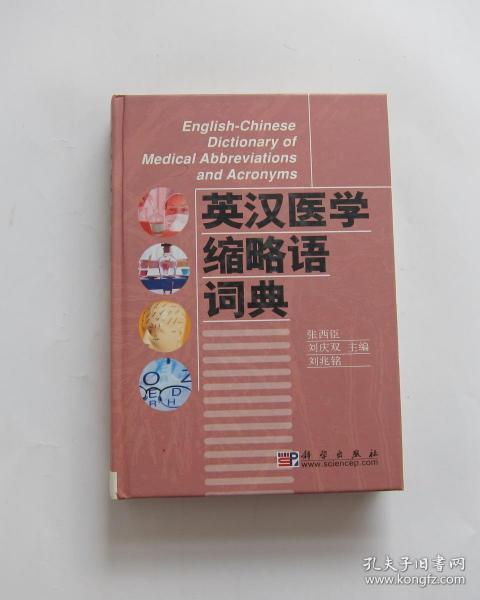 English-Chinese
Dictionary of
Medical Abbreviations
and Acronyms
英汉医学
缩略语
词典
张西臣
刘庆双 主编
刘兆铭
SP 科学出版社
www.sciencep.com
孔夫子旧书网
www.kongfz.com